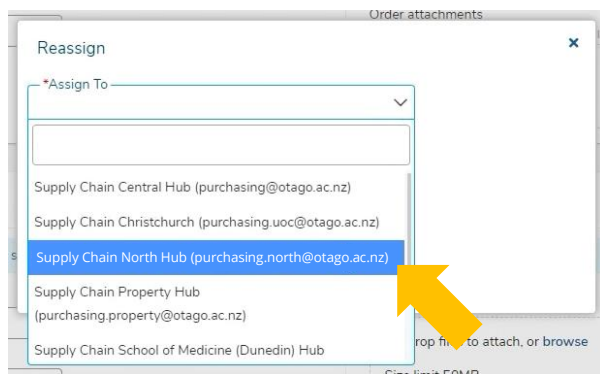 Order attachments
Reassign
×
*Assign To
Supply Chain Central Hub (purchasing@otago.ac.nz)
Supply Chain Christchurch (purchasing.uoc@otago.ac.nz)
Supply Chain North Hub (purchasing.north@otago.ac.nz)
Supply Chain Property Hub
(purchasing.property@otago.ac.nz)
Supply Chain School of Medicine (Dunedin) Hub
to attach, or browse
Size limit 50MB